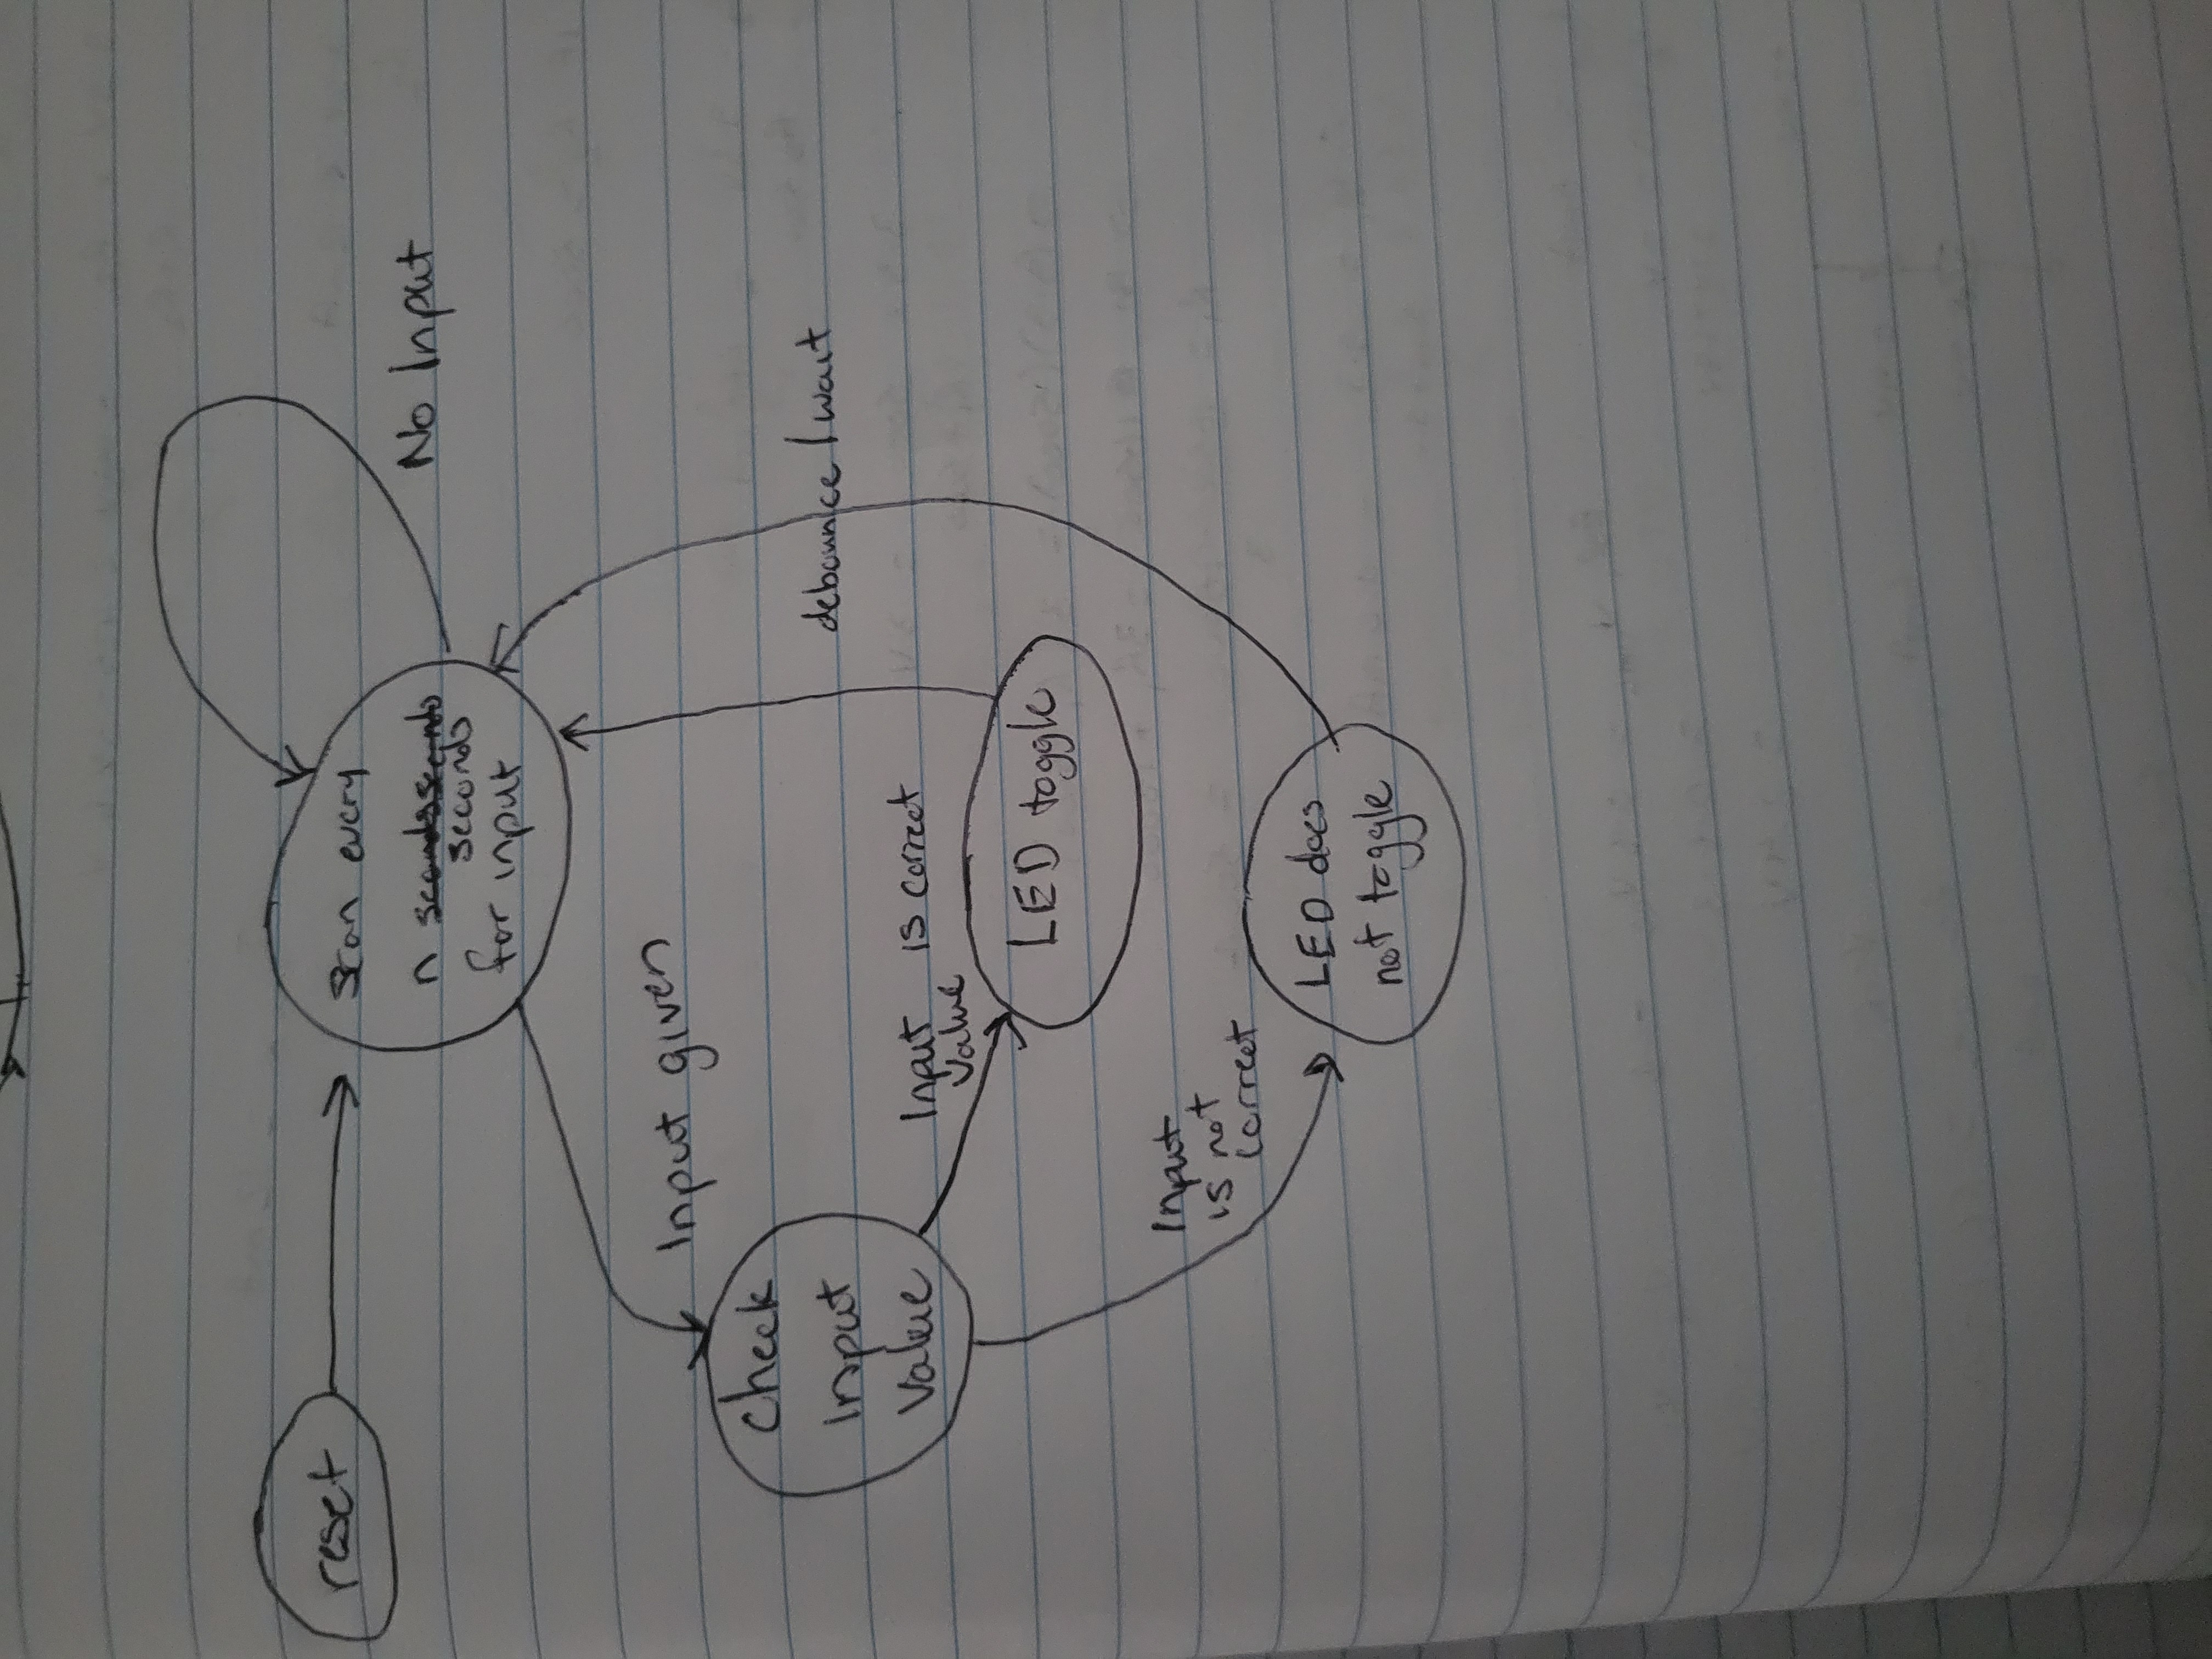 reset
scan every
n seconds seconds
seconds
for input
No Input
Input given
Check
Input
Value
Input is correct
Value
LED toggle
debounce / wait
Input
is not
correct
LED does
not toggle